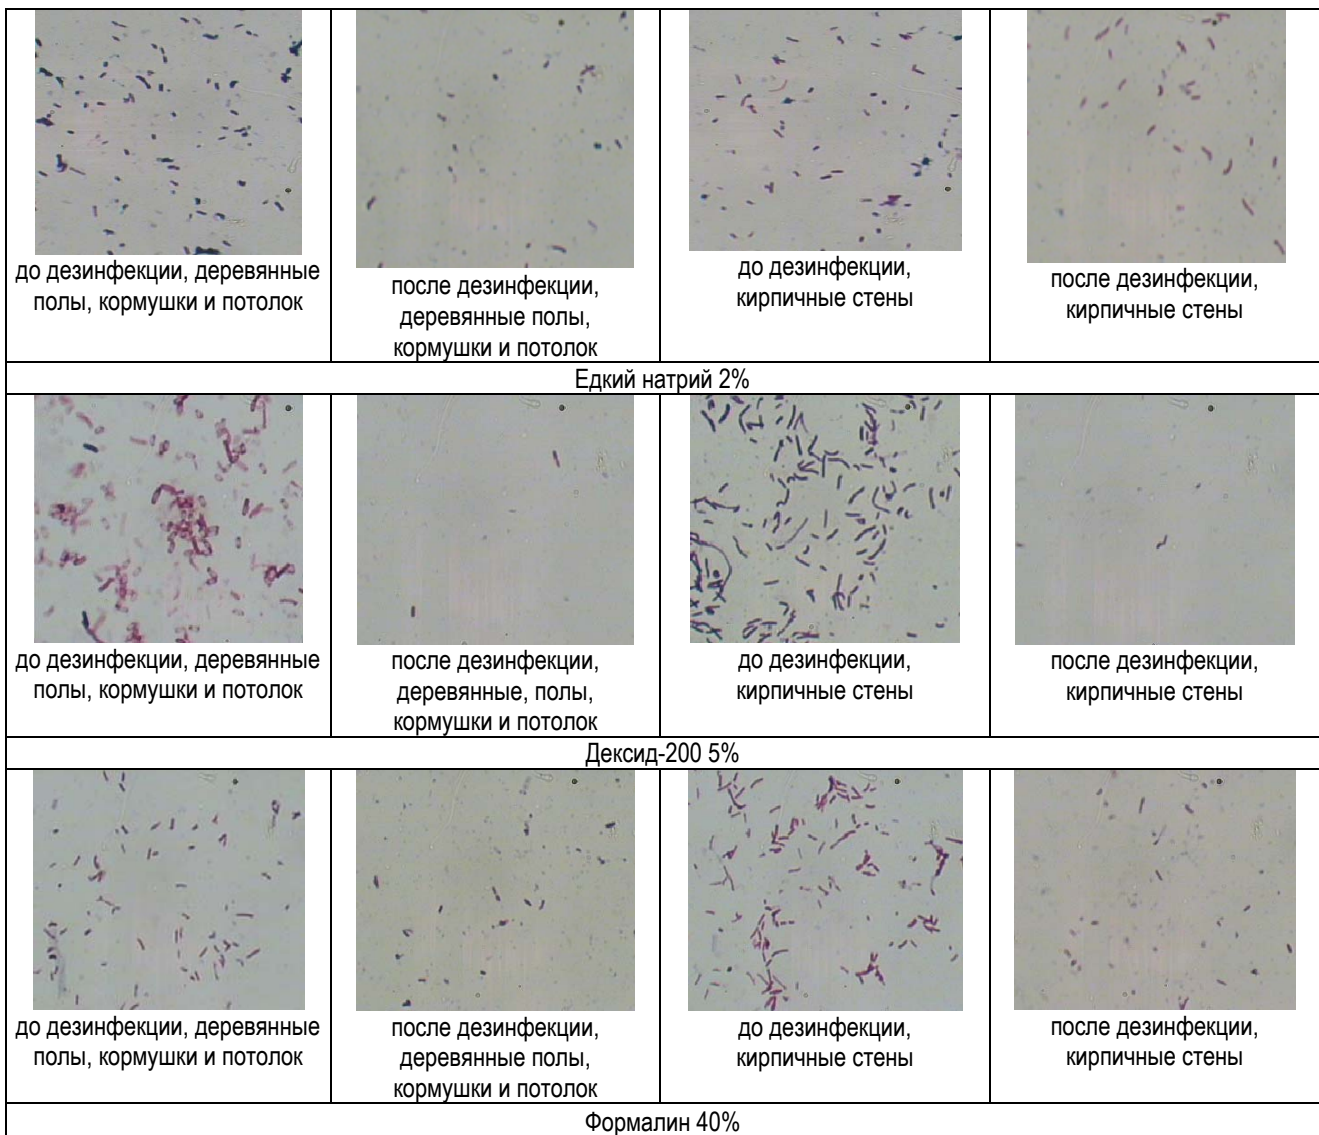 до дезинфекции, деревянные
полы, кормушки и потолок
после дезинфекции,
деревянные полы,
кормушки и потолок
до дезинфекции,
кирпичные стены
после дезинфекции,
кирпичные стены
Едкий натрий 2%
до дезинфекции, деревянные
полы, кормушки и потолок
после дезинфекции,
деревянные, полы,
кормушки и потолок
до дезинфекции,
кирпичные стены
после дезинфекции,
кирпичные стены
Дексид-200 5%
до дезинфекции, деревянные
полы, кормушки и потолок
после дезинфекции,
деревянные полы,
кормушки и потолок
до дезинфекции,
кирпичные стены
после дезинфекции,
кирпичные стены
Формалин 40%